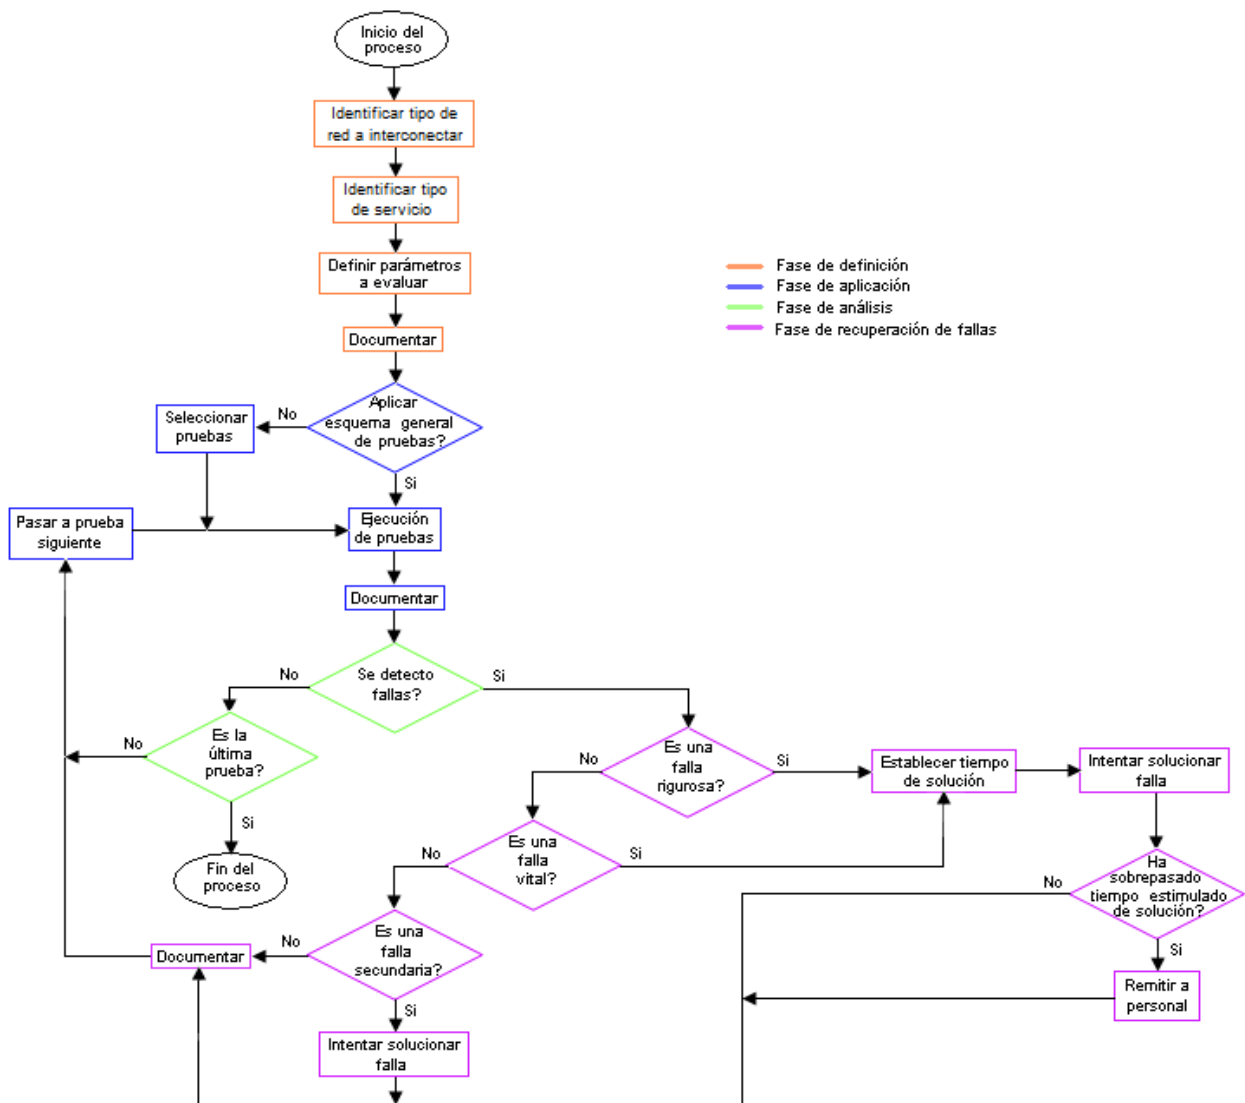 Inicio del
proceso
Identificar tipo de
red a interconectar
Identificar tipo
de servicio
Definir parámetros
a evaluar
Documentar
Fase de definición
Fase de aplicación
Fase de análisis
Fase de recuperación de fallas
Aplicar
esquema general
de pruebas?
No
Si
Seleccionar
pruebas
Pasar a prueba
siguiente
Ejecución
de pruebas
Documentar
Se detecto
fallas?
No
Si
Es la
última
prueba?
No
Si
Fin del
proceso
Es una
falla
rigurosa?
No
Si
Establecer tiempo
de solución
Intentar solucionar
falla
Es una
falla
vital?
No
Si
Ha
sobrepasado
tiempo estimulado
de solución?
No
Si
Remitir a
personal
Es una
falla
secundaria?
No
Si
Documentar
Intentar solucionar
falla